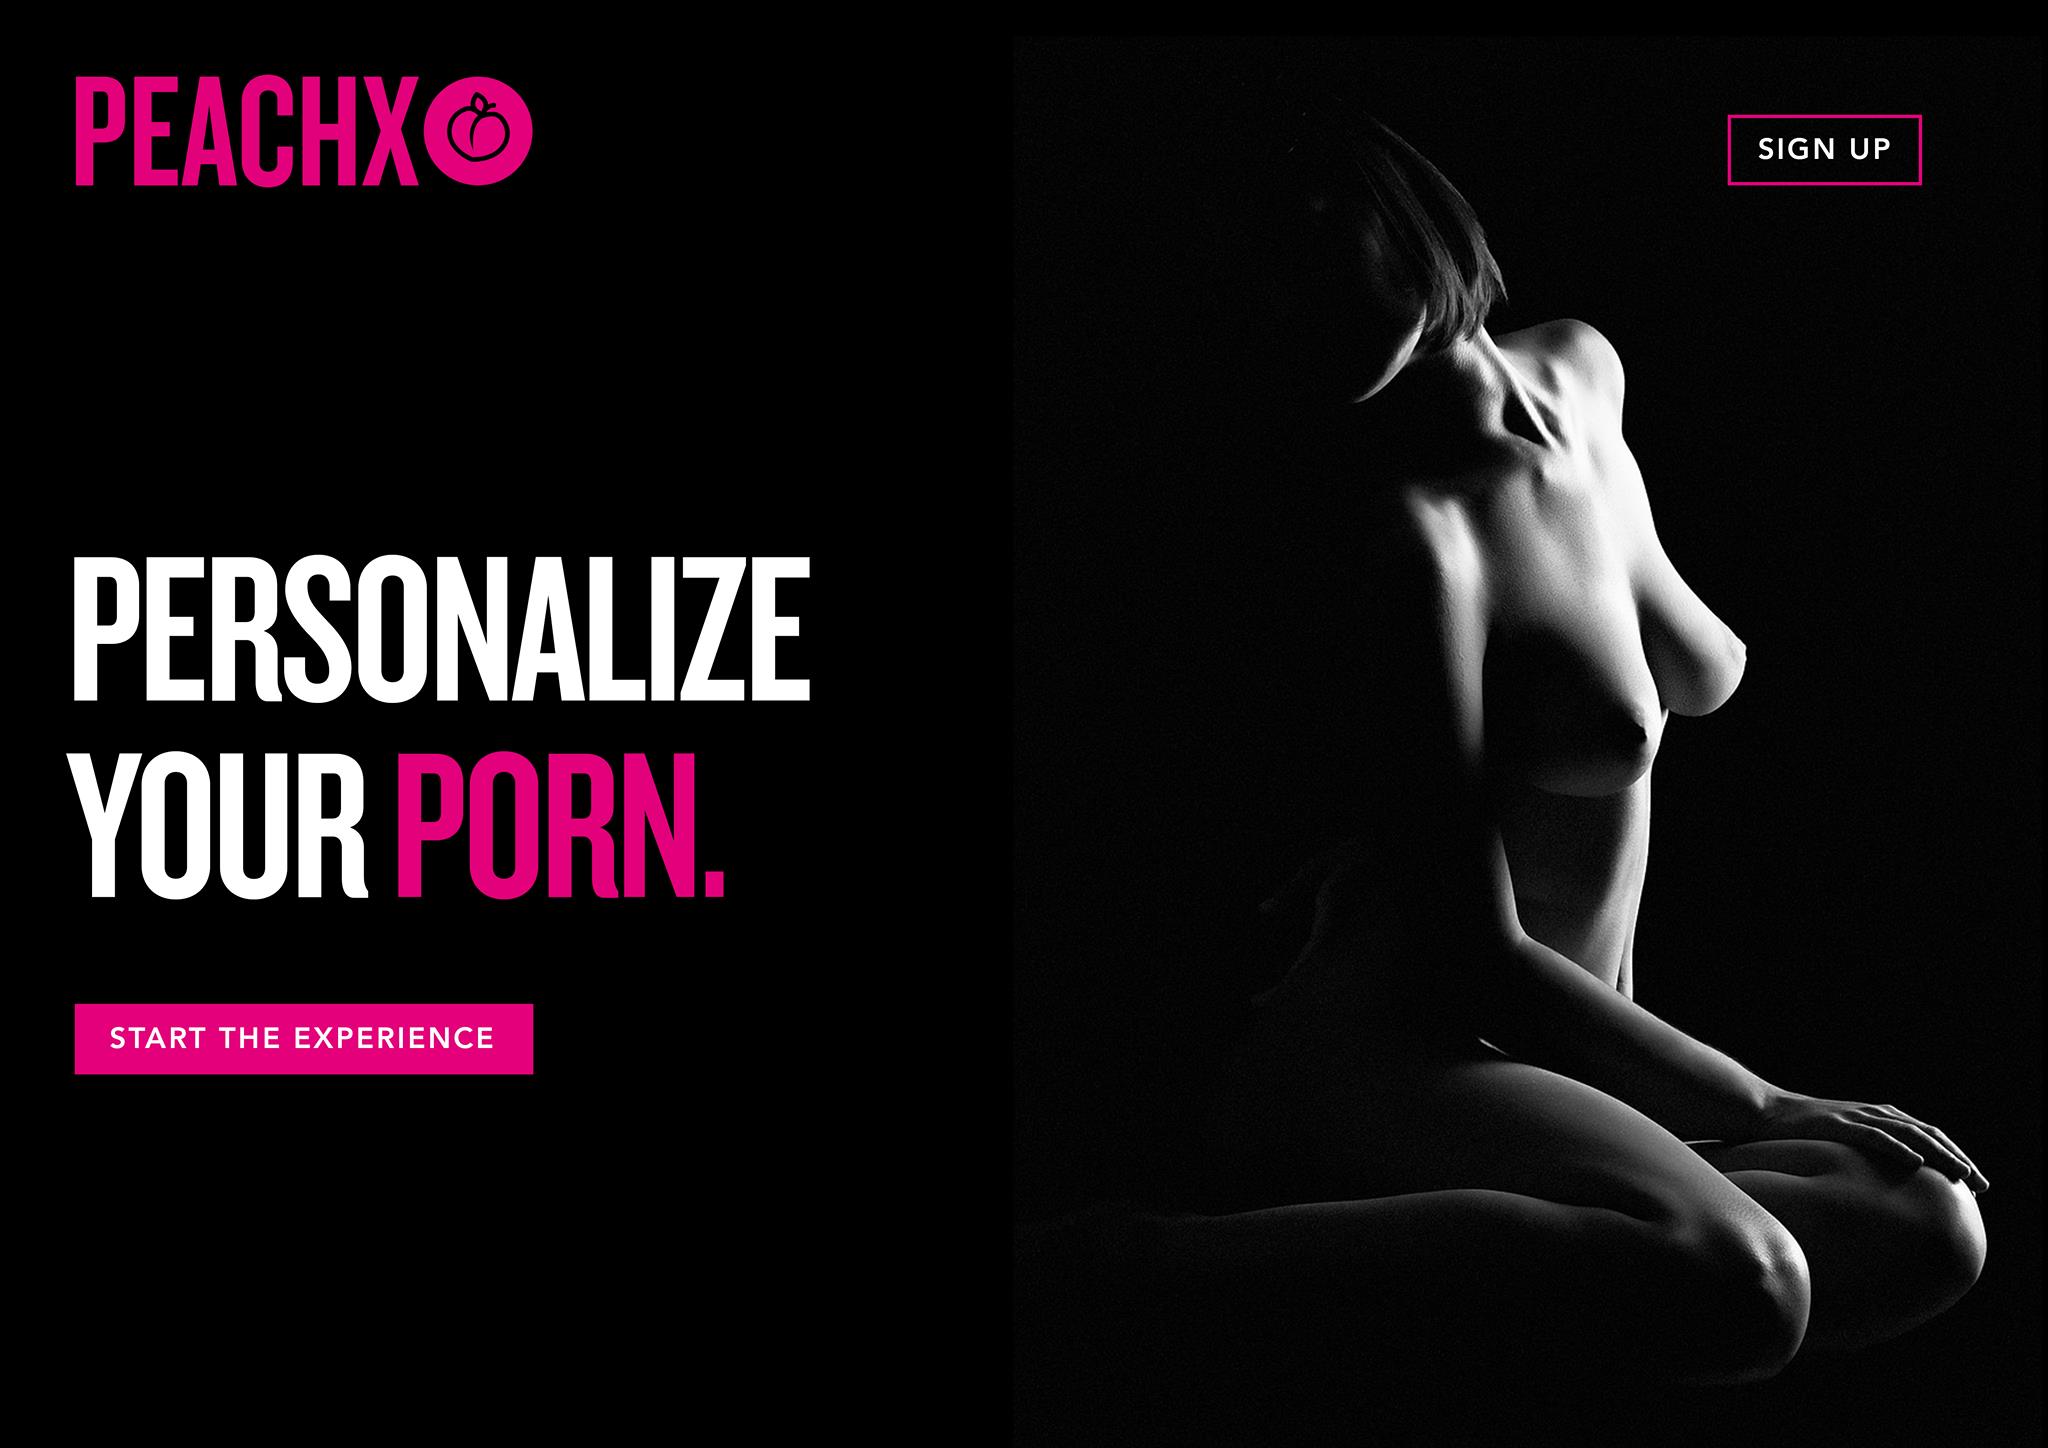 PEACHX
SIGN UP
PERSONALIZE
YOUR PORN.
START THE EXPERIENCE